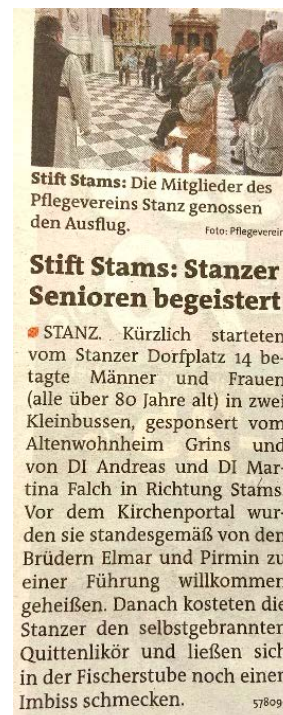 Stift Stams: Die Mitglieder des
Pflegevereins Stanz genossen
den Ausflug.
Foto: Pflegeverein
Stift Stams: Stanzer
Senioren begeistert
STANZ. Kürzlich starteten
vom Stanzer Dorfplatz 14 be-
tagte Männer und Frauen
(alle über 80 Jahre alt) in zwei
Kleinbussen, gesponsert vom
Altenwohnheim Grins und
von DI Andreas und DI Mar-
tina Falch in Richtung Stams.
Vor dem Kirchenportal wur-
den sie standesgemäß von den
Brüdern Elmar und Pirmin zu
einer Führung willkommen
geheißen. Danach kosteten die
Stanzer den selbstgebrannten
Quittenlikör und ließen sich
in der Fischerstube noch einen
Imbiss schmecken.
57809